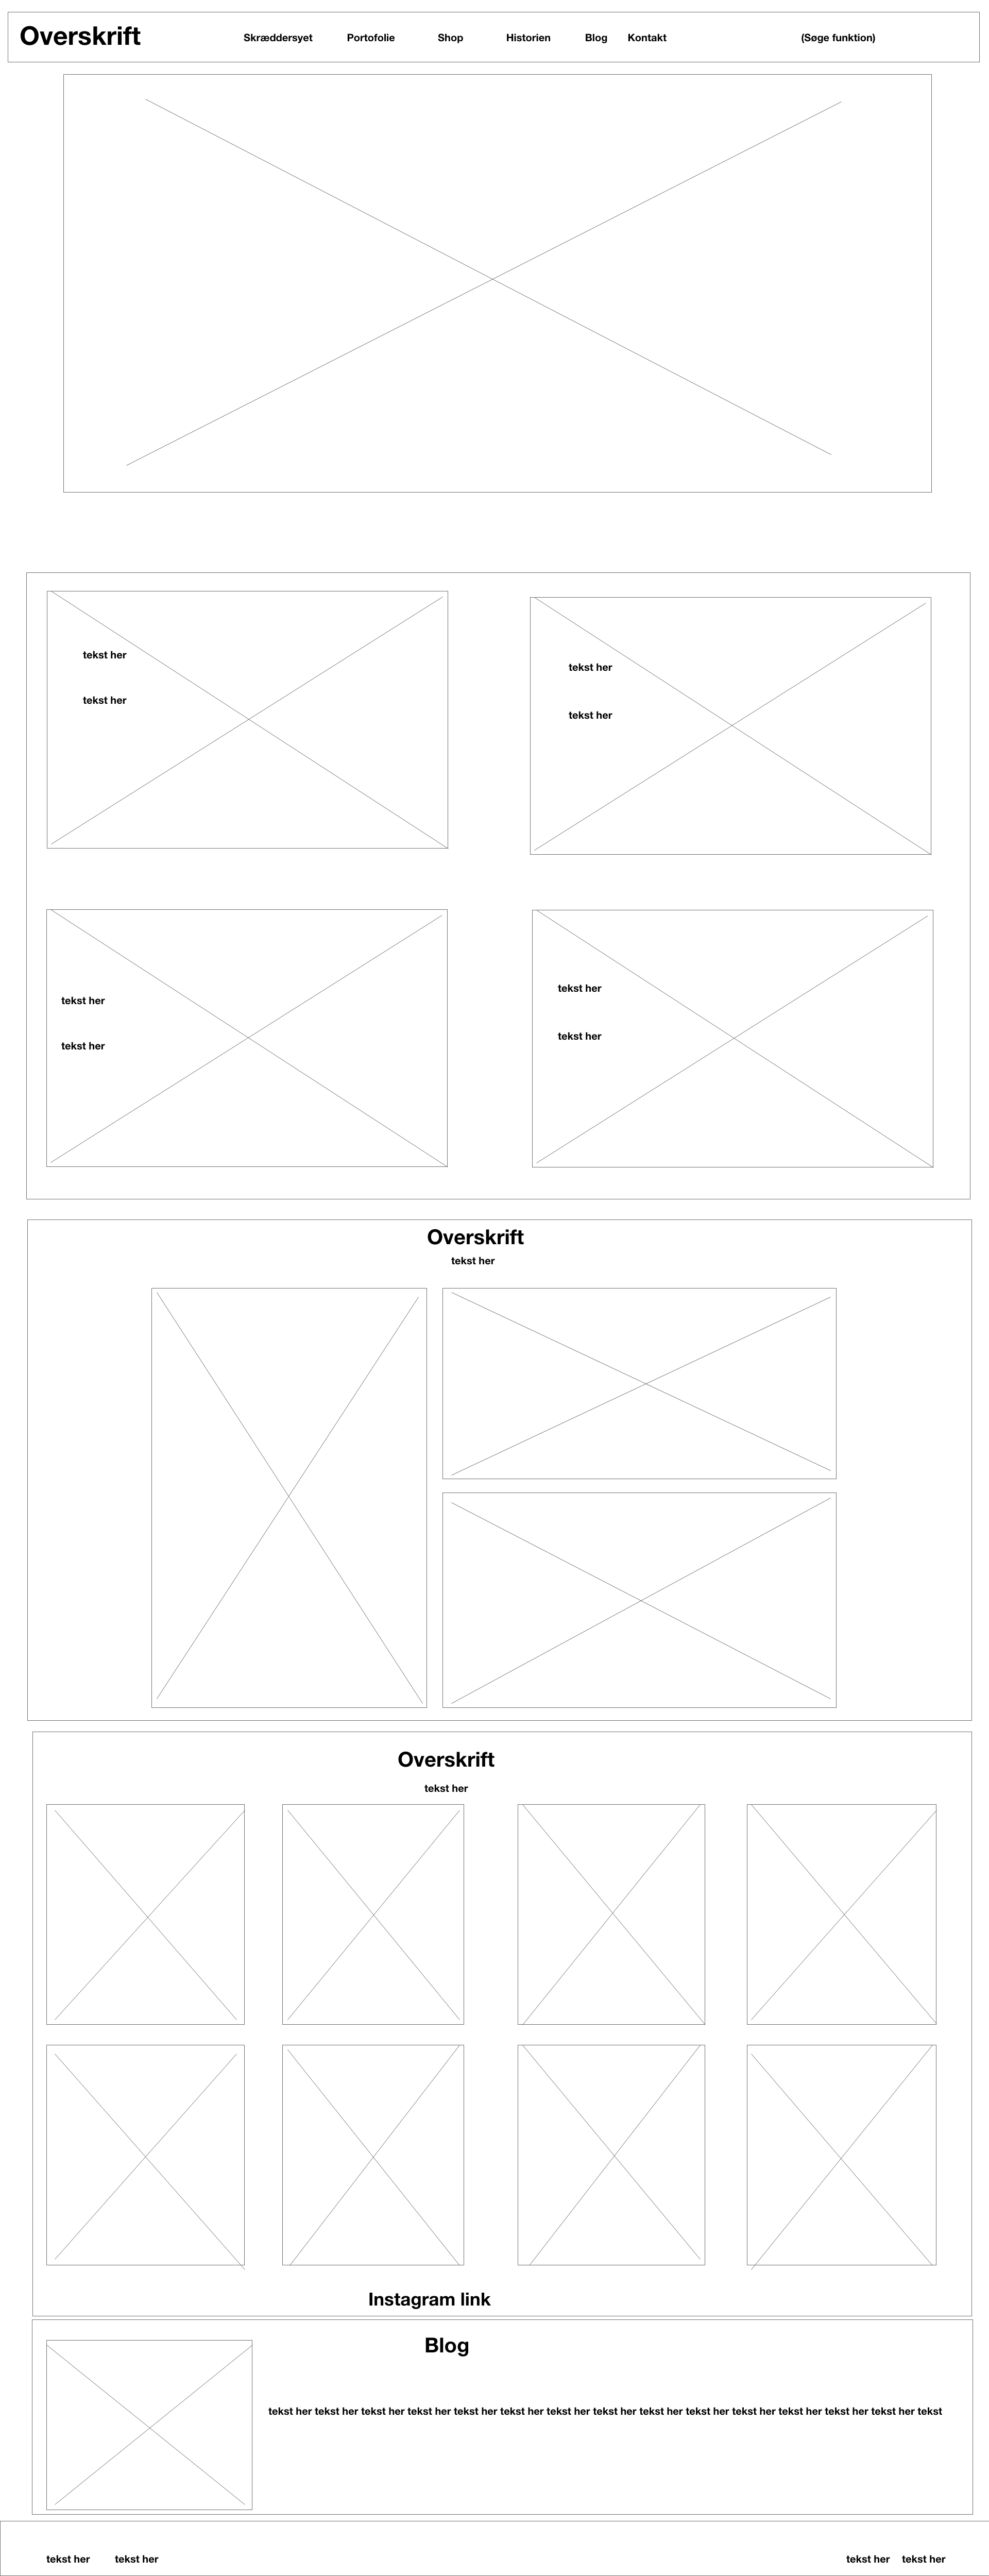 Overskrift Skræddersyet Portofolie Shop Historien Blog Kontakt (Søge funktion)
tekst her
tekst her
tekst her
tekst her
tekst her
tekst her
tekst her
tekst her
Overskrift
tekst her
Overskrift
tekst her
Instagram link
Blog
tekst her tekst her tekst her tekst her tekst her tekst her tekst her tekst her tekst her tekst her tekst her tekst her tekst her tekst her tekst
tekst her tekst her tekst her tekst her